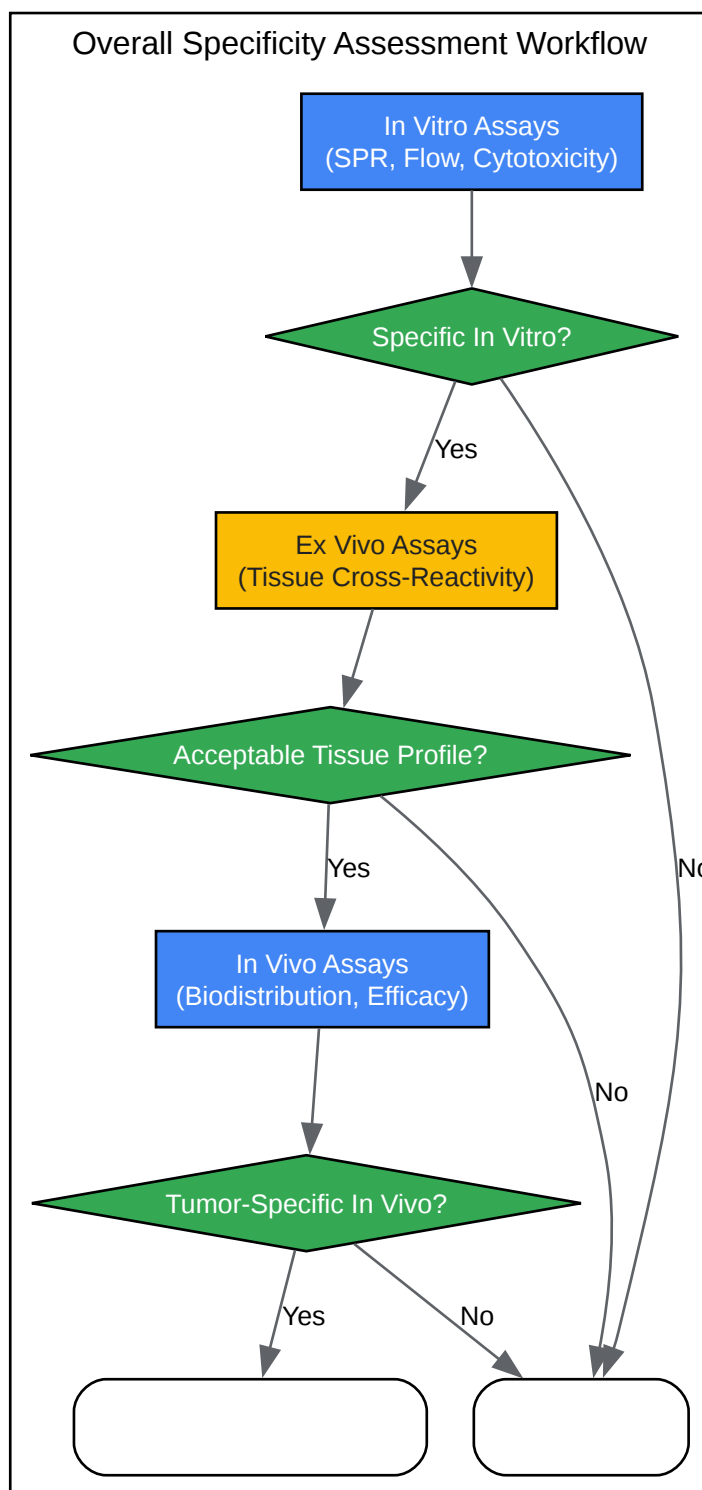 Overall Specificity Assessment Workflow
In Vitro Assays
(SPR, Flow, Cytotoxicity)
Specific In Vitro?
Yes
Ex Vivo Assays
(Tissue Cross-Reactivity)
Acceptable Tissue Profile?
Yes
No
In Vivo Assays
(Biodistribution, Efficacy)
No
Tumor-Specific In Vivo?
Yes
No